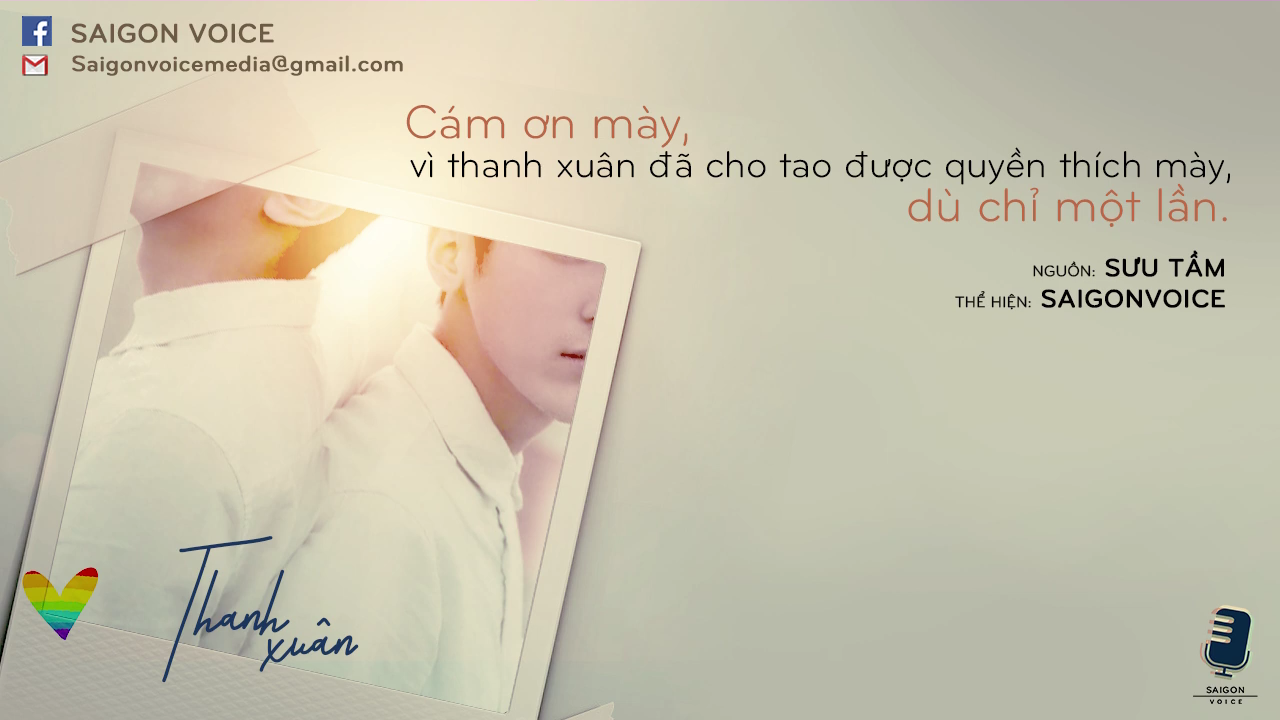 SAIGON VOICE
Saigonvoicemedia@gmail.com
Cám ơn mày,
vì thanh xuân đã cho tao được quyền thích mày,
dù chỉ một lần.
NGUỒN: SƯU TẦM
THỂ HIỆN: SAIGONVOICE
Thanh
xuân
SAIGON
VOICE